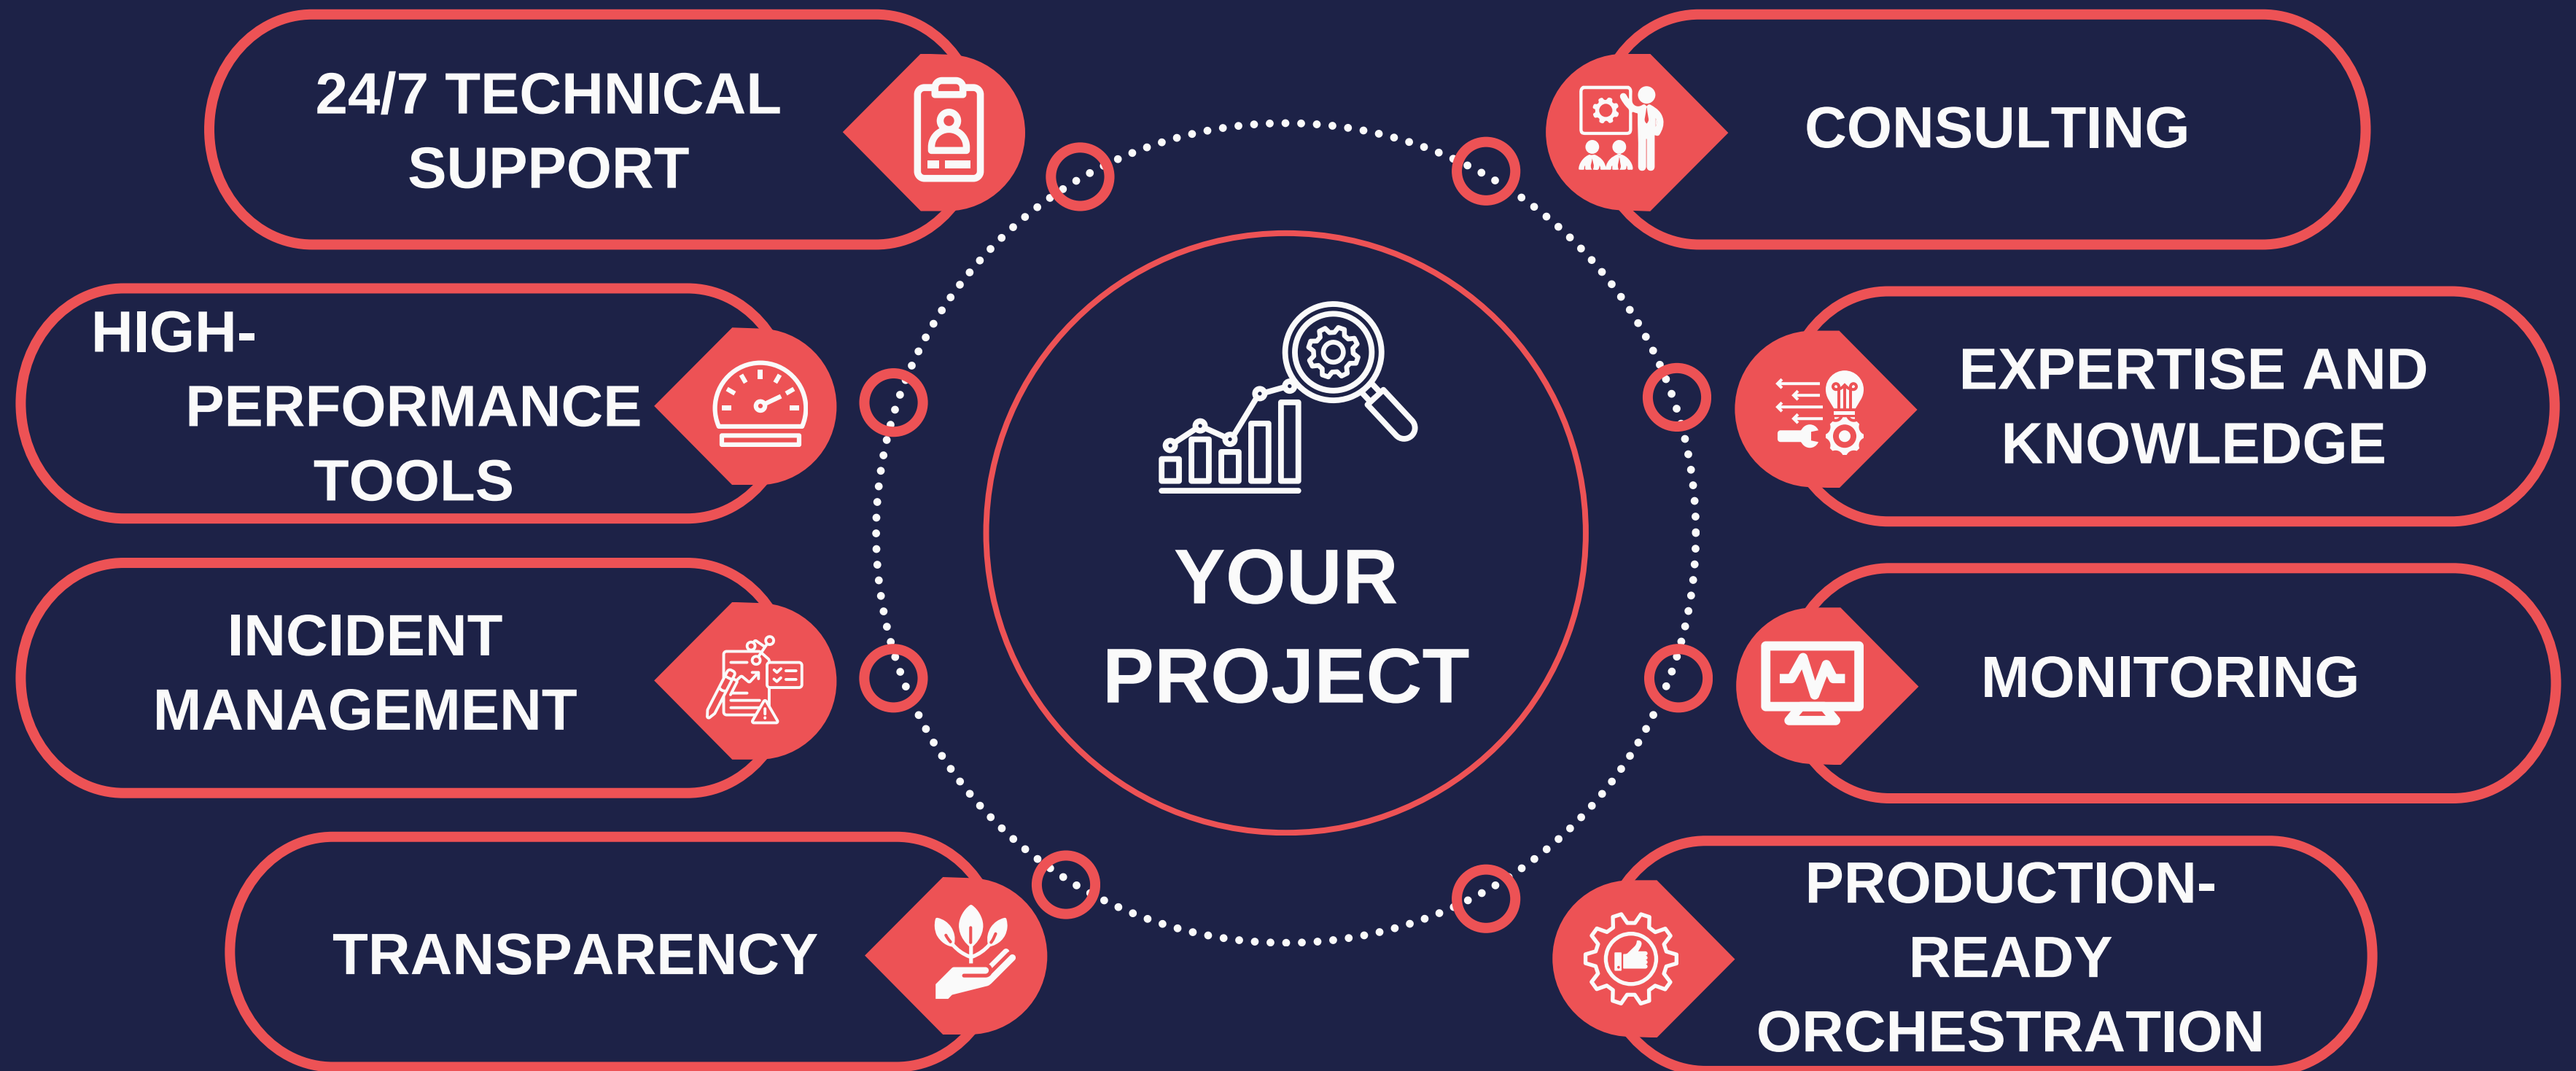 24/7 TECHNICAL
SUPPORT
HIGH-
PERFORMANCE
TOOLS
INCIDENT
MANAGEMENT
TRANSPARENCY
YOUR
PROJECT
CONSULTING
EXPERTISE AND
KNOWLEDGE
MONITORING
PRODUCTION-
READY
ORCHESTRATION